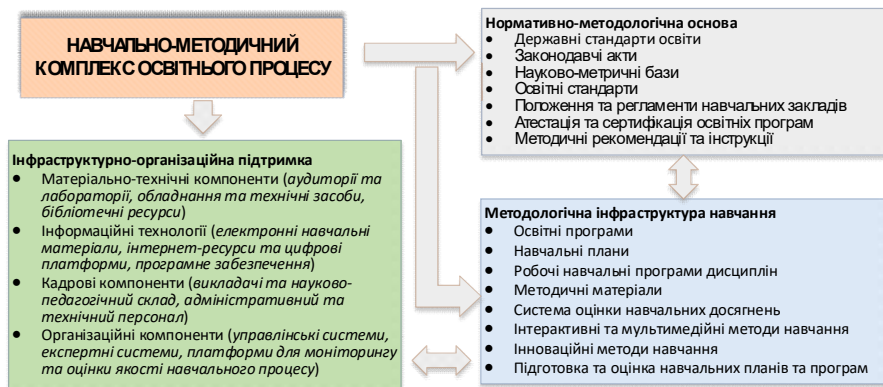 НАВЧАЛЬНО-МЕТОДИЧНИЙ
КОМПЛЕКС ОСВІТНЬОГО ПРОЦЕСУ
Нормативно-методологічна основа
● Державні стандарти освіти
● Законодавчі акти
● Науково-метричні бази
● Освітні стандарти
● Положення та регламенти навчальних закладів
● Атестація та сертифікація освітніх програм
● Методичні рекомендації та інструкції
Інфраструктурно-організаційна підтримка
● Матеріально-технічні компоненти (аудиторії та
лабораторії, обладнання та технічні засоби,
бібліотечні ресурси)
● Інформаційні технології (електронні навчальні
матеріали, інтернет-ресурси та цифрові
платформи, програмне забезпечення)
● Кадрові компоненти (викладачі та науково-
педагогічний склад, адміністративний та
технічний персонал)
● Організаційні компоненти (управлінські системи,
експертні системи, платформи для моніторингу
та оцінки якості навчального процесу)
Методологічна інфраструктура навчання
● Освітні програми
● Навчальні плани
● Робочі навчальні програми дисциплін
● Методичні матеріали
● Система оцінки навчальних досягнень
● Інтерактивні та мультимедійні методи навчання
● Інноваційні методи навчання
● Підготовка та оцінка навчальних планів та програм